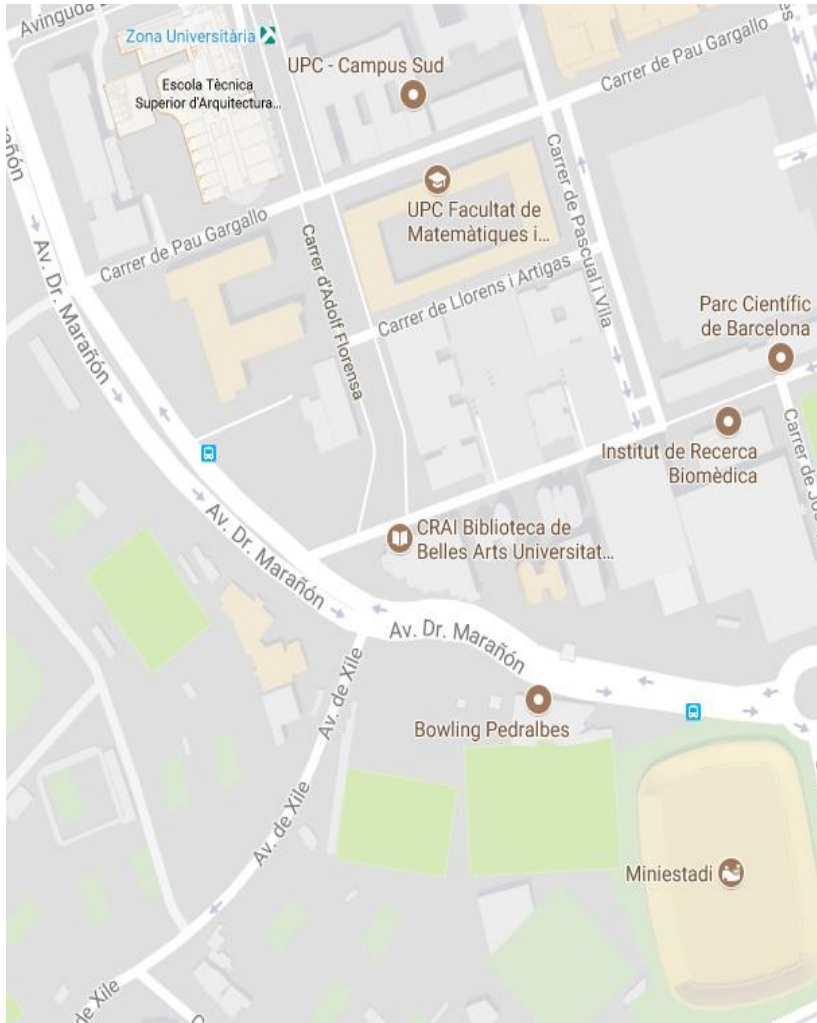 Avinguda
Zona Universitària
UPC - Campus Sud
Escola Tècnica
Superior d'Arquitectura...
Carrer de Pau Gargallo
UPC Facultat de
Matemàtiques i...
Carrer de Pascual i Vila
Av. Dr. Marañón
Carrer de Pau Gargallo
Carrer d'Adolf Florensa
Carrer de Llorens i Artigas
Parc Científic
de Barcelona
Institut de Recerca
Biomèdica
Carrer de
CRAI Biblioteca de
Belles Arts Universitat...
Av. Dr. Marañón
Av. Dr. Marañón
Av. de Xile
Bowling Pedralbes
Av. de Xile
Miniestadi
de Xile